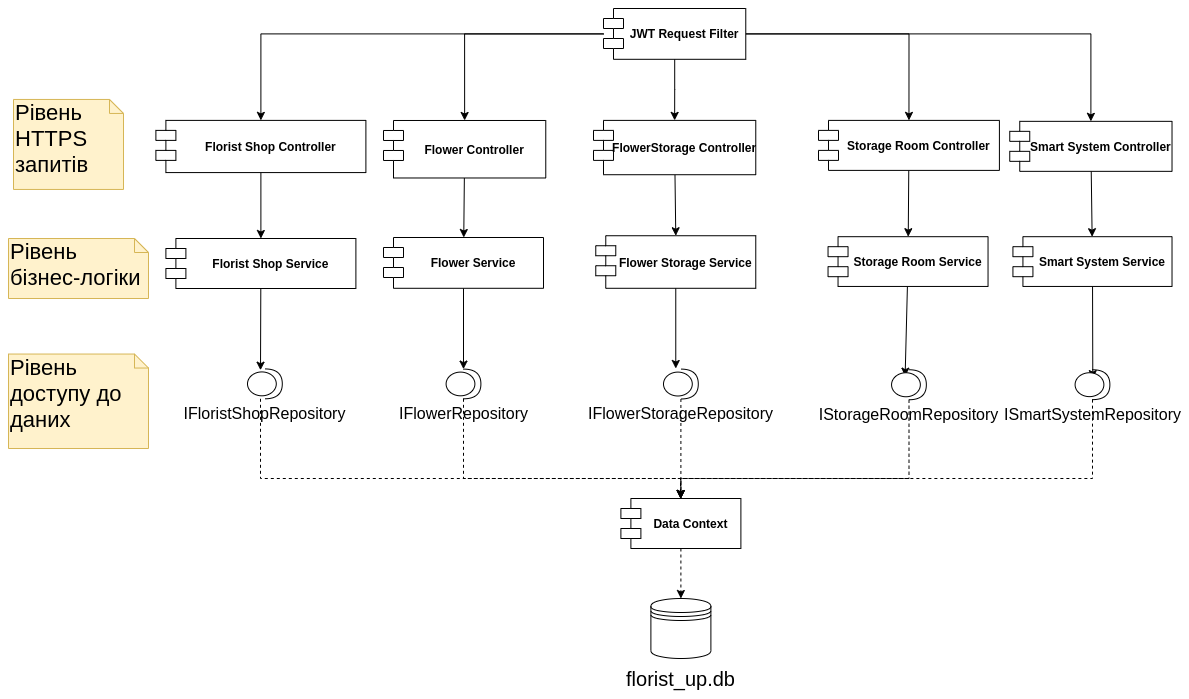 JWT Request Filter
Рівень
HTTPS
запитів
Florist Shop Controller
Flower Controller
FlowerStorage Controller
Storage Room Controller
Smart System Controller
Рівень
бізнес-логіки
Florist Shop Service
Flower Service
Flower Storage Service
Storage Room Service
Smart System Service
Рівень
доступу до
даних
IFloristShopRepository
IFlowerRepository
IFlowerStorageRepository
IStorageRoomRepository
ISmartSystemRepository
Data Context
florist_up.db